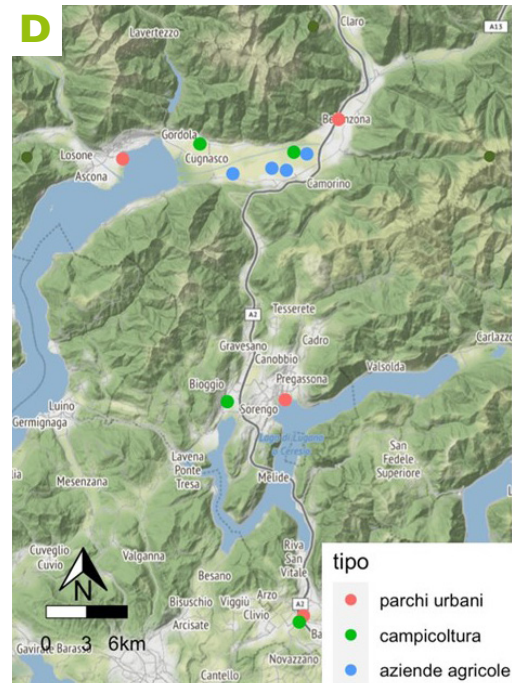 D
Claro
A13
Lavertezzo
Gordola
Losone
Cugnasco
Ascona
Camorino
A2
Tesserete
Gravesano
Cadro
Canobbio
Carlazzo
Valsolda
Bioggio
Pregassona
Luino
Sorengo
Germignaga
Lavena
Ponte
Tresa
San
Fedele
Superiore
Mesenzana
Melide
Riva
San
Vitale
tipo
Cuveglio
Cuvio
Valganna
Besano
N
Bisuschio
Viggiù
Arzo
A2
parchi urbani
Clivio
Arcisate
campicoltura
0 3 6km
Gavirate
Barasso
Novazzano
Cantello
aziende agricole